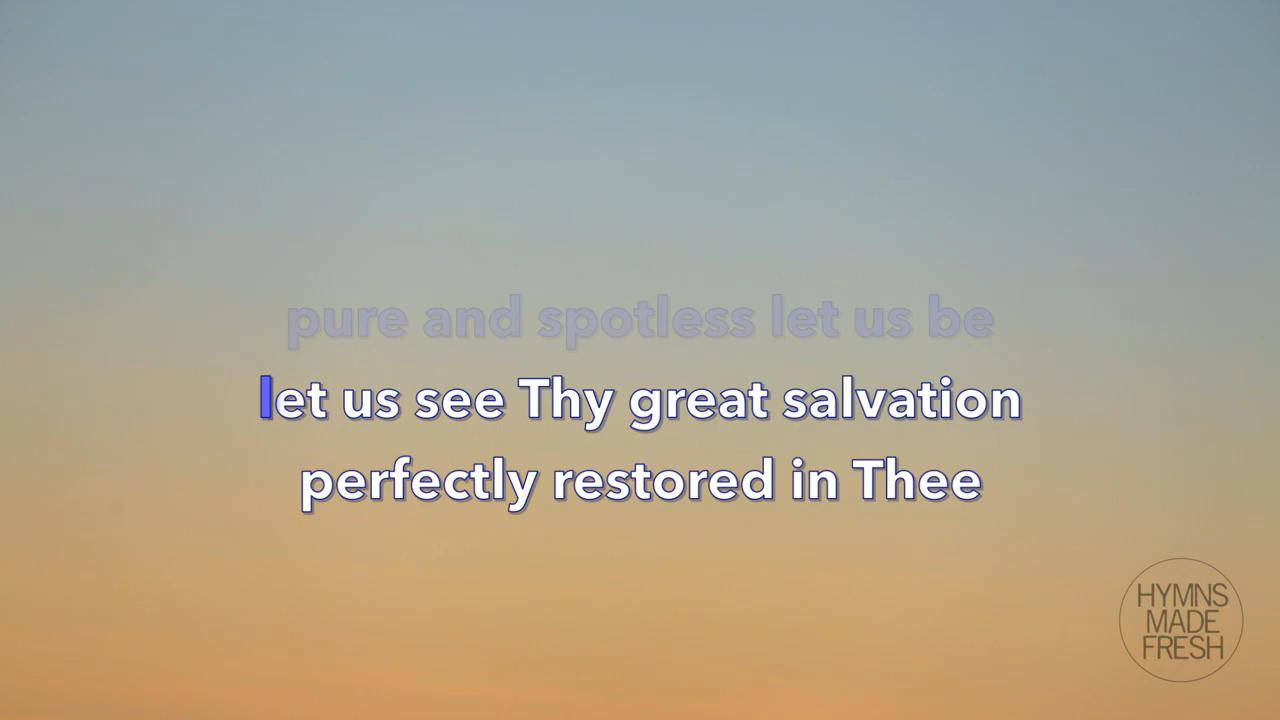 pure and spotless let us be
let us see Thy great salvation
perfectly restored in Thee
HYMNS
MADE
FRESH